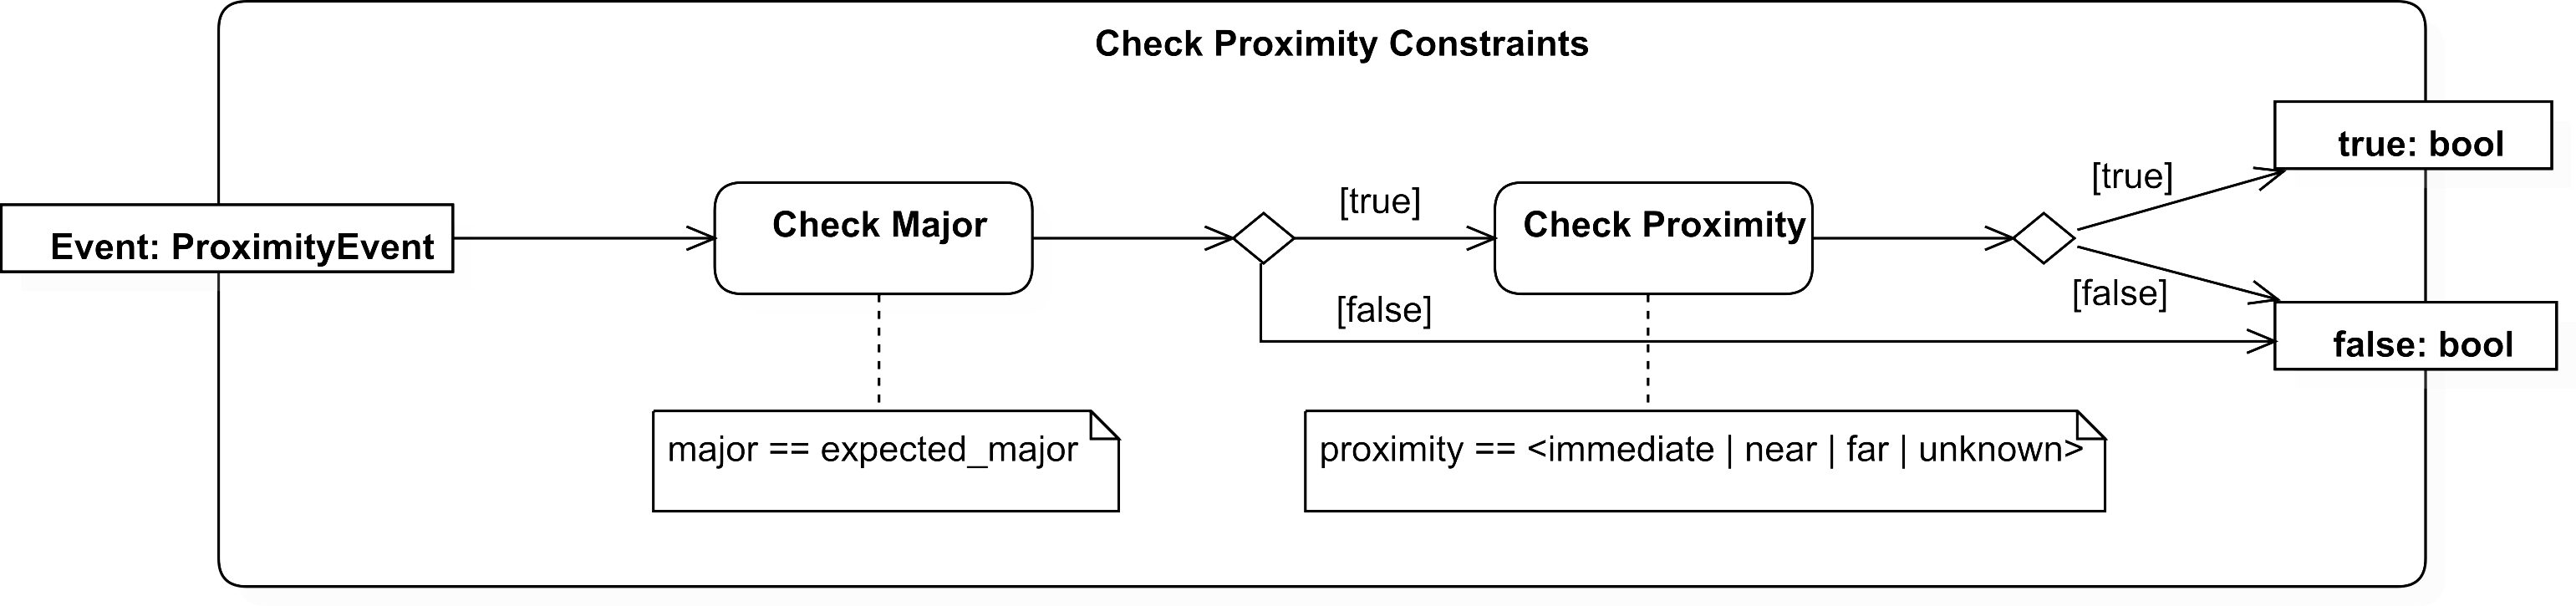 Check Proximity Constraints
true: bool
[true]
[true]
Event: ProximityEvent
Check Major
Check Proximity
[false]
[false]
false: bool
major == expected_major
proximity == <immediate | near | far | unknown>